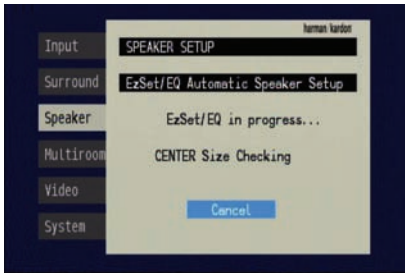 harman kardon
Input
Surround
Speaker
Multiroom
Video
System
SPEAKER SETUP
EzSet/EQ Automatic Speaker Setup
EzSet/EQ in progress...
CENTER Size Checking
Cancel